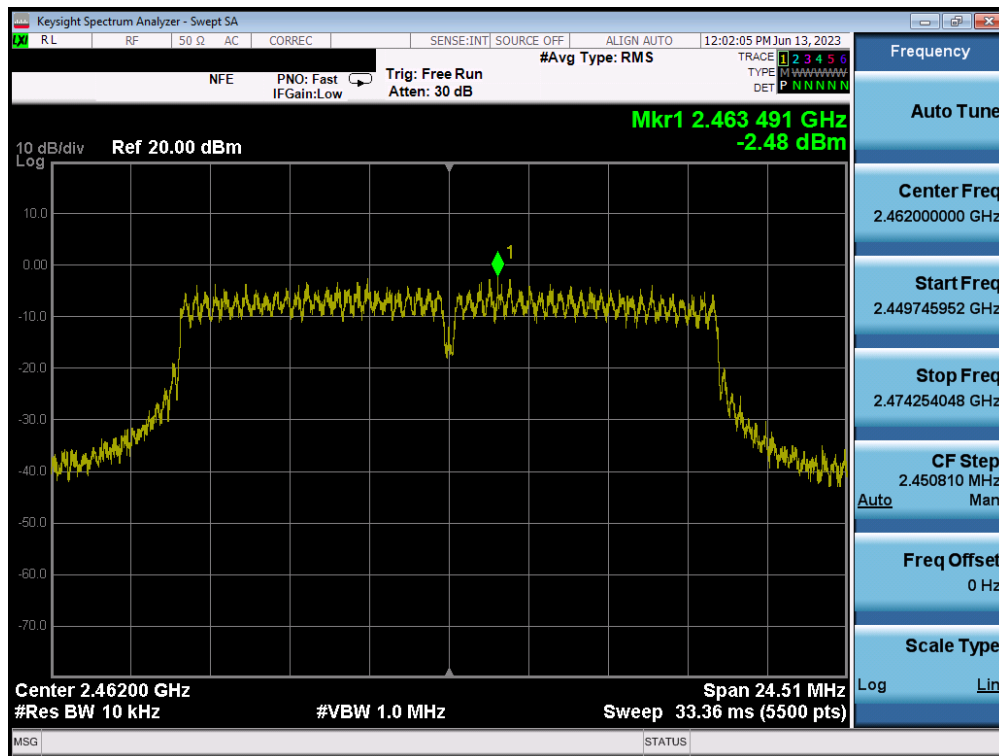 Keysight Spectrum Analyzer - Swept SA
LXI RL RF 50 Ω AC CORREC SENSE:INT SOURCE OFF ALIGN AUTO 12:02:05 PM Jun 13, 2023
NFE PNO: Fast Trig: Free Run #Avg Type: RMS TRACE 1 2 3 4 5 6
IFGain:Low Atten: 30 dB TYPE M WWWWW
DET P N N N N N
Mkr1 2.463 491 GHz
-2.48 dBm
10 dB/div Ref 20.00 dBm
Log
10.0
0.00
1
-10.0
-20.0
-30.0
-40.0
-50.0
-60.0
-70.0
Center 2.46200 GHz Span 24.51 MHz
#Res BW 10 kHz #VBW 1.0 MHz Sweep 33.36 ms (5500 pts)
MSG STATUS
Frequency
Auto Tune
Center Freq
2.462000000 GHz
Start Freq
2.449745952 GHz
Stop Freq
2.474254048 GHz
CF Step
2.450810 MHz
Auto Man
Freq Offset
0 Hz
Scale Type
Log Lin